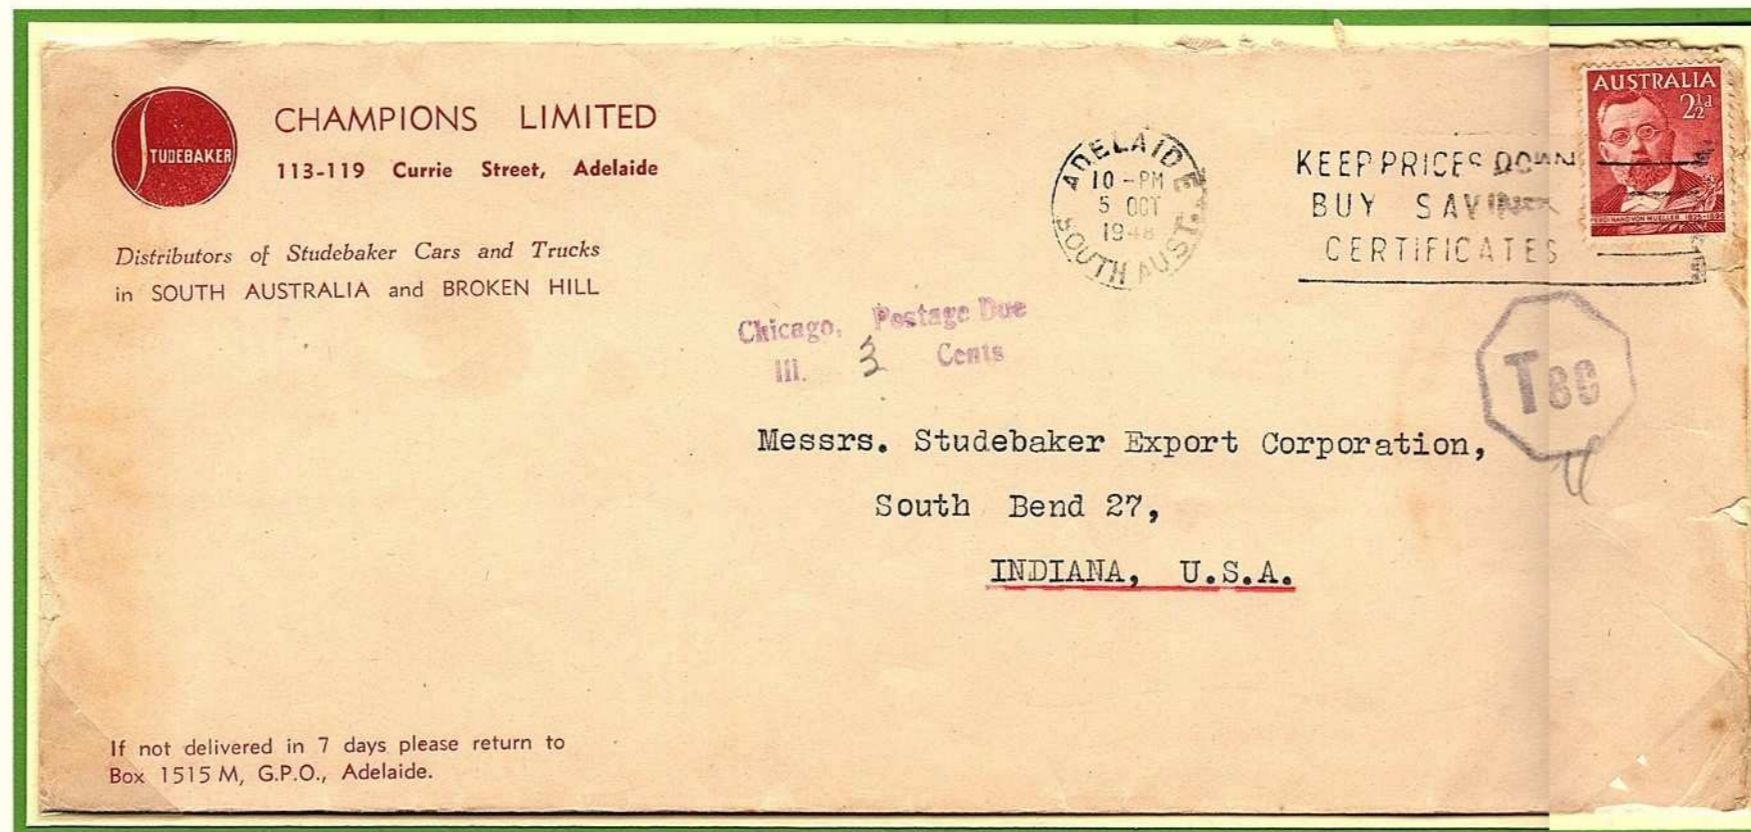 STUDEBAKER
CHAMPIONS LIMITED
113-119 Currie Street, Adelaide
Distributors of Studebaker Cars and Trucks
in SOUTH AUSTRALIA and BROKEN HILL
ADELAIDE
10 - PM
5 OCT
1948
SOUTH AUST.
KEEP PRICES DOWN
BUY SAVINGS
CERTIFICATES
AUSTRALIA
2½d
Chicago, Postage Due
Ill. 3 Cents
T
Messrs. Studebaker Export Corporation,
South Bend 27,
INDIANA, U.S.A.
If not delivered in 7 days please return to
Box 1515 M, G.P.O., Adelaide.